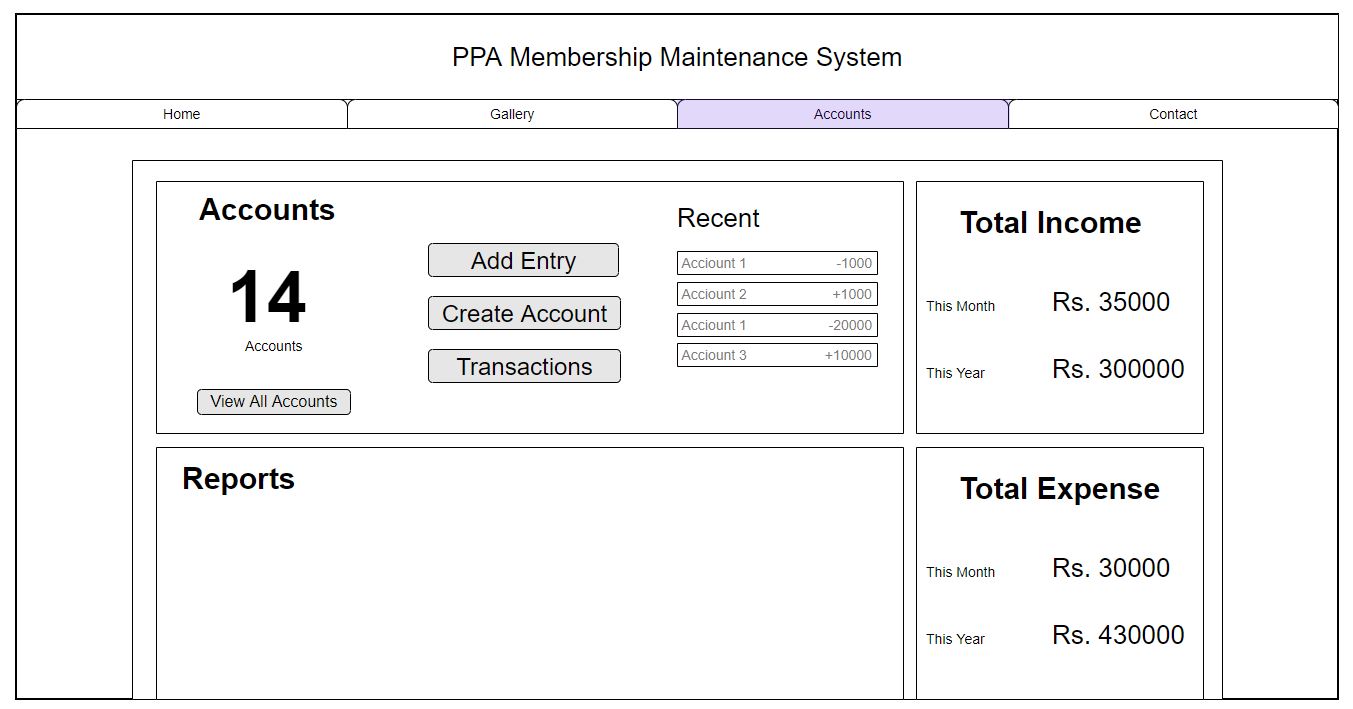 PPA Membership Maintenance System
Home Gallery Accounts Contact
Accounts
14
Accounts
View All Accounts
Add Entry
Create Account
Transactions
Recent
Acciount 1 -1000
Acciount 2 +1000
Acciount 1 -20000
Acciount 3 +10000
Total Income
This Month Rs. 35000
This Year Rs. 300000
Reports
Total Expense
This Month Rs. 30000
This Year Rs. 430000